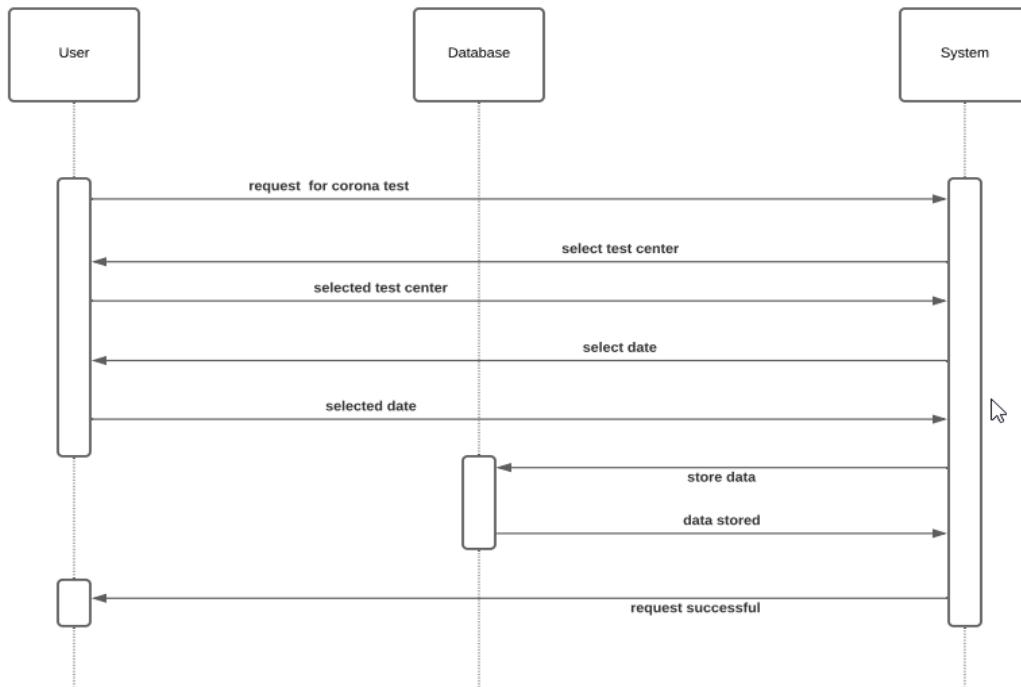 User
Database
System
request for corona test
select test center
selected test center
select date
selected date
store data
data stored
request successful